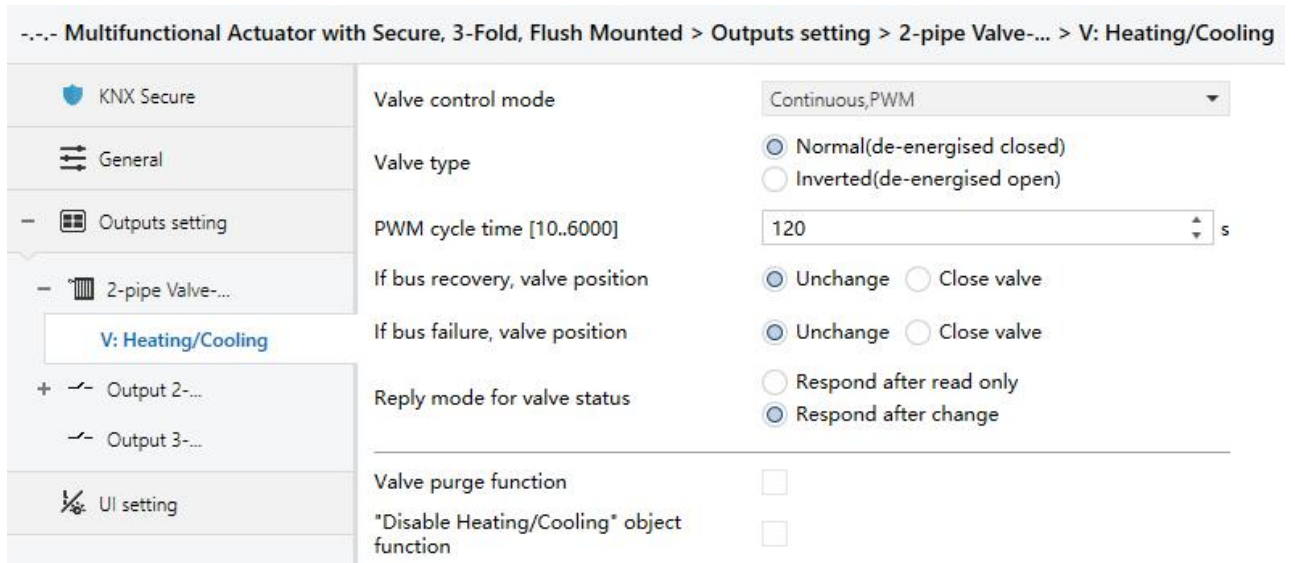 -.-.- Multifunctional Actuator with Secure, 3-Fold, Flush Mounted > Outputs setting > 2-pipe Valve-... > V: Heating/Cooling
KNX Secure
General
Outputs setting
2-pipe Valve-...
V: Heating/Cooling
Output 2-...
Output 3-...
UI setting
Valve control mode
Continuous,PWM
Valve type
Normal(de-energised closed)
Inverted(de-energised open)
PWM cycle time [10..6000]
120 s
If bus recovery, valve position
Unchange Close valve
If bus failure, valve position
Unchange Close valve
Reply mode for valve status
Respond after read only
Respond after change
Valve purge function
"Disable Heating/Cooling" object
function